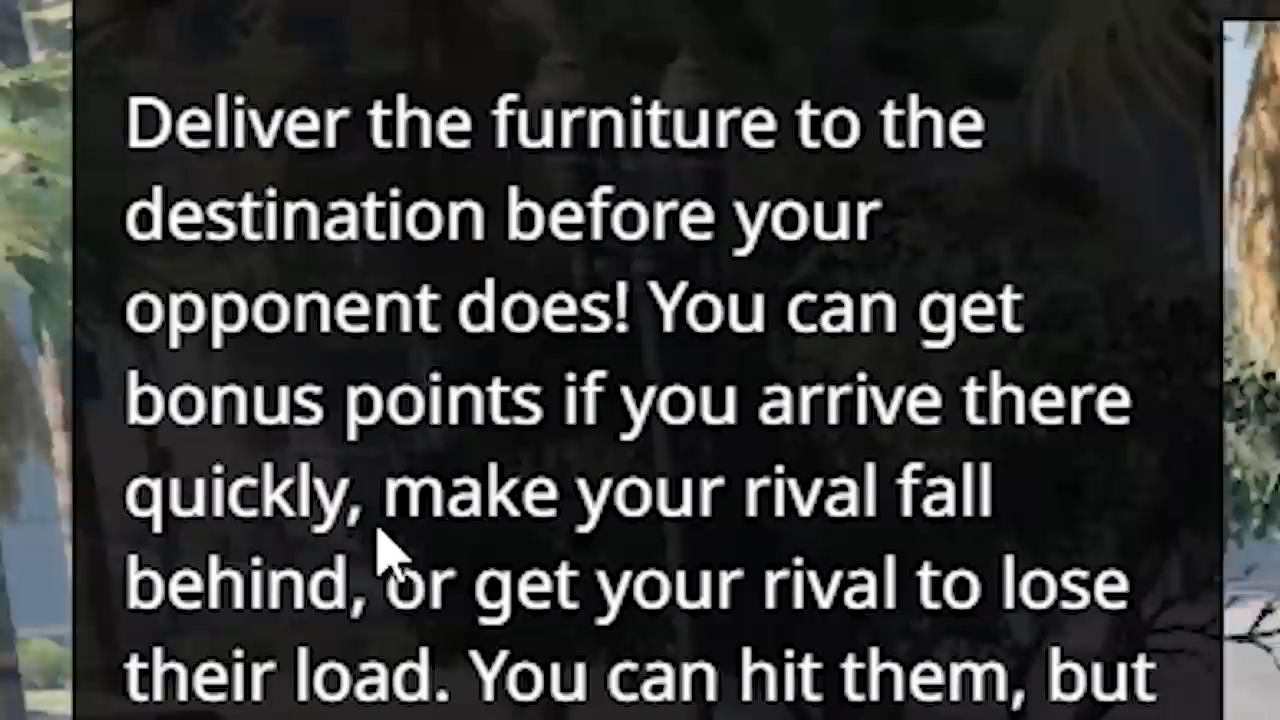 Deliver the furniture to the
destination before your
opponent does! You can get
bonus points if you arrive there
quickly, make your rival fall
behind, or get your rival to lose
their load. You can hit them, but